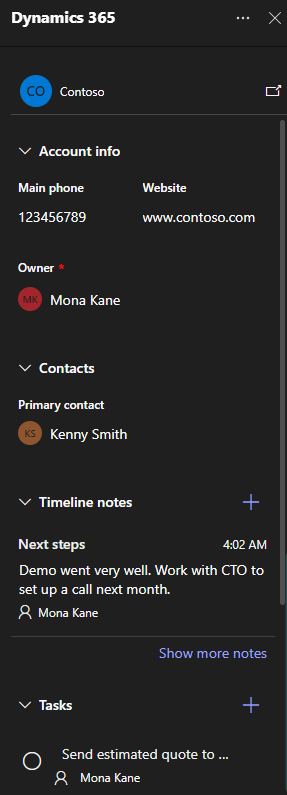 Dynamics 365
CO Contoso
Account info
Main phone Website
123456789 www.contoso.com
Owner *
MK Mona Kane
Contacts
Primary contact
KS Kenny Smith
Timeline notes
Next steps 4:02 AM
Demo went very well. Work with CTO to
set up a call next month.
Mona Kane
Show more notes
Tasks
Send estimated quote to ...
Mona Kane